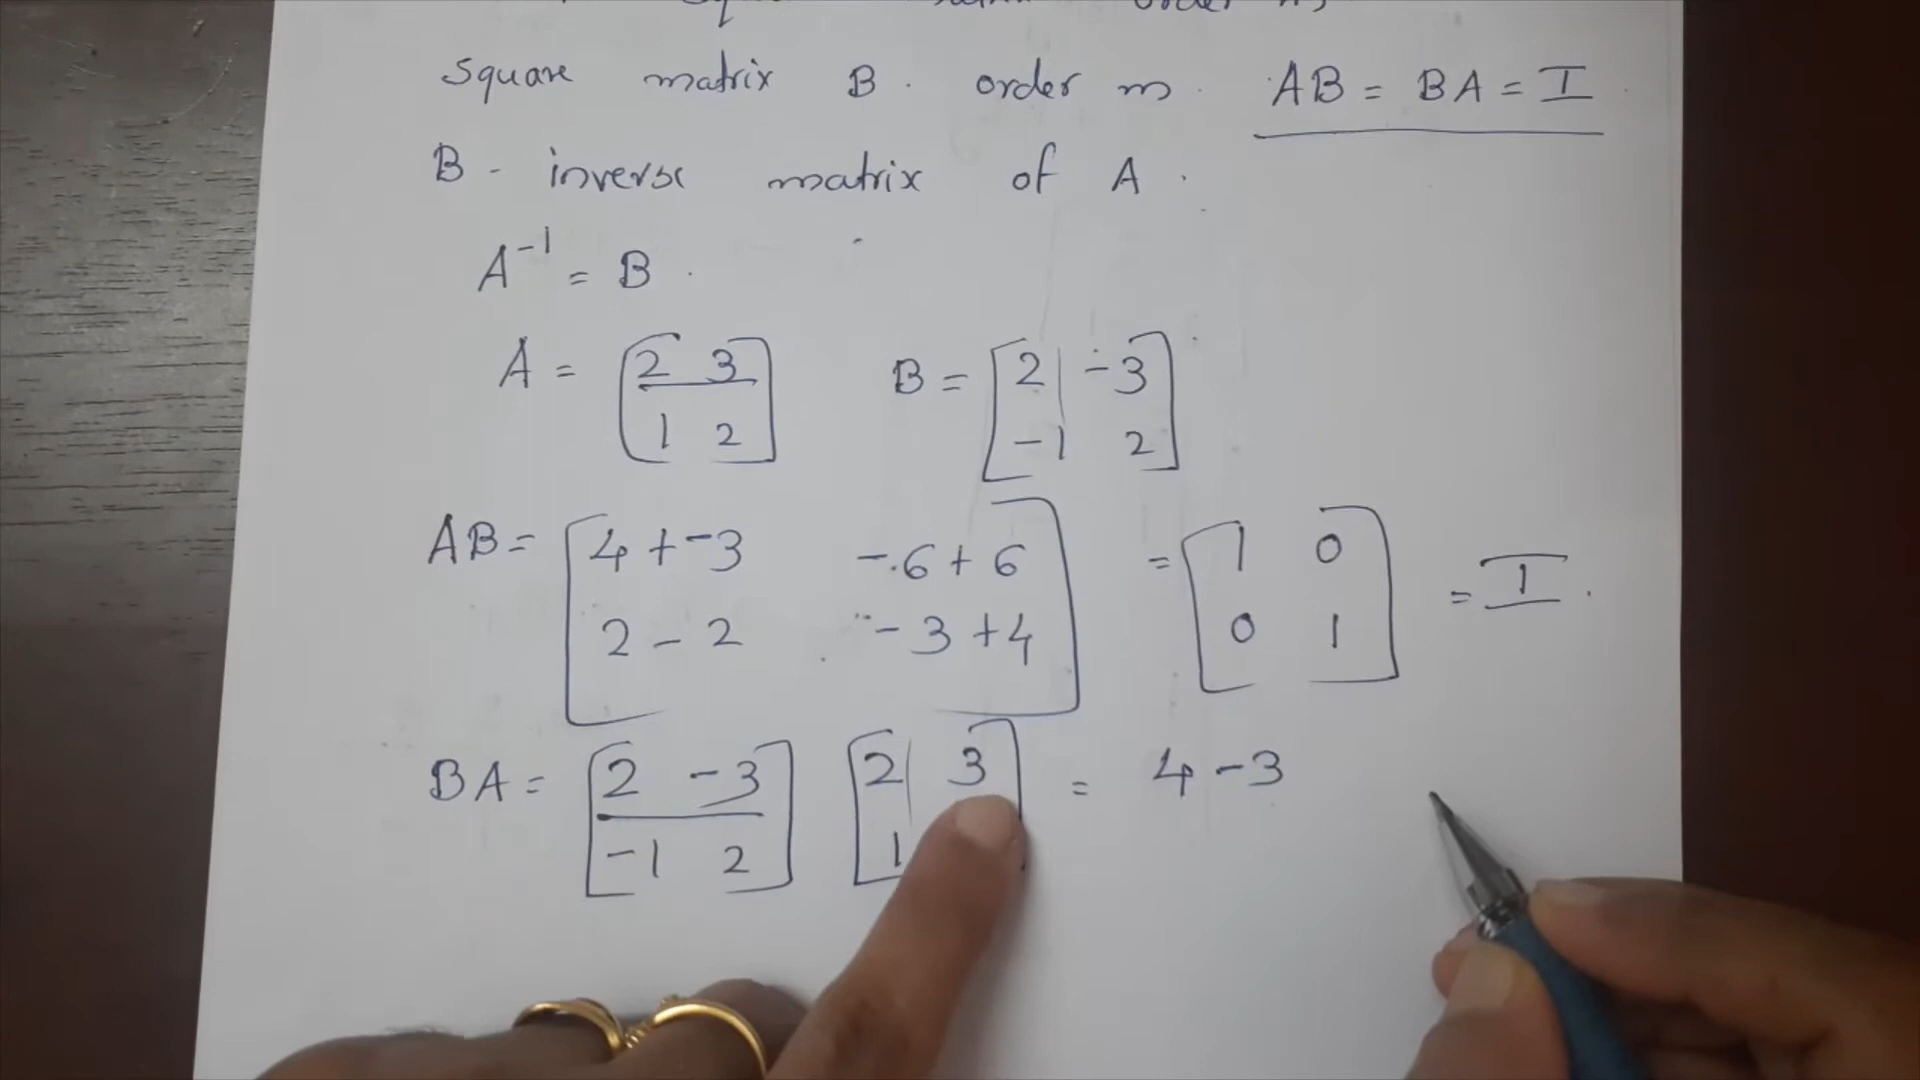 order n,
Square matrix B. order m. AB = BA = I
B - inverse matrix of A.
A⁻¹ = B.
A = [2 3 B = [2 -3
1 2] -1 2]
AB = [4 + -3 -6 + 6 = [1 0 = I.
2 - 2 -3 + 4] 0 1]
BA = [2 -3 [2 3 = 4 - 3
-1 2] 1